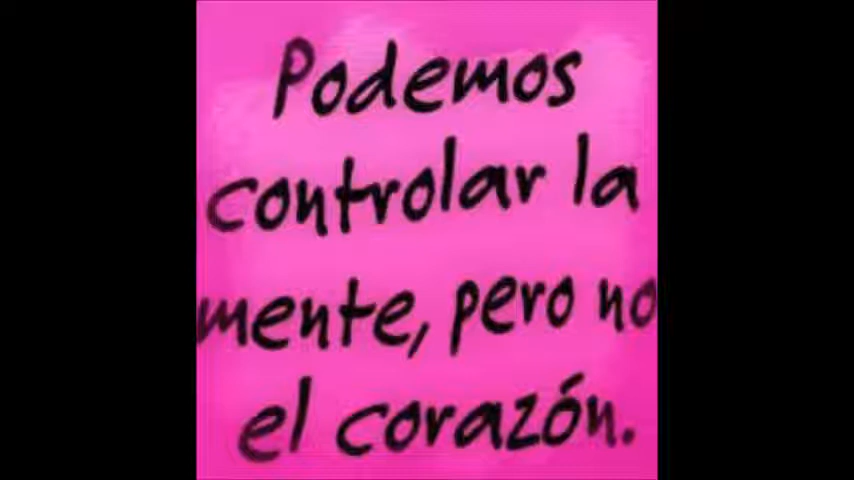 Podemos
controlar la
mente, pero no
el corazón.